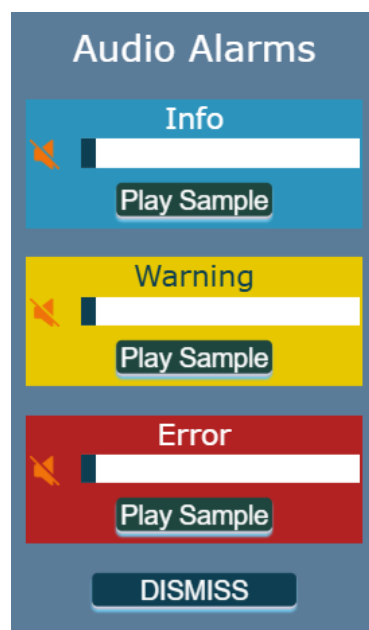 Audio Alarms
Info
Play Sample
Warning
Play Sample
Error
Play Sample
DISMISS